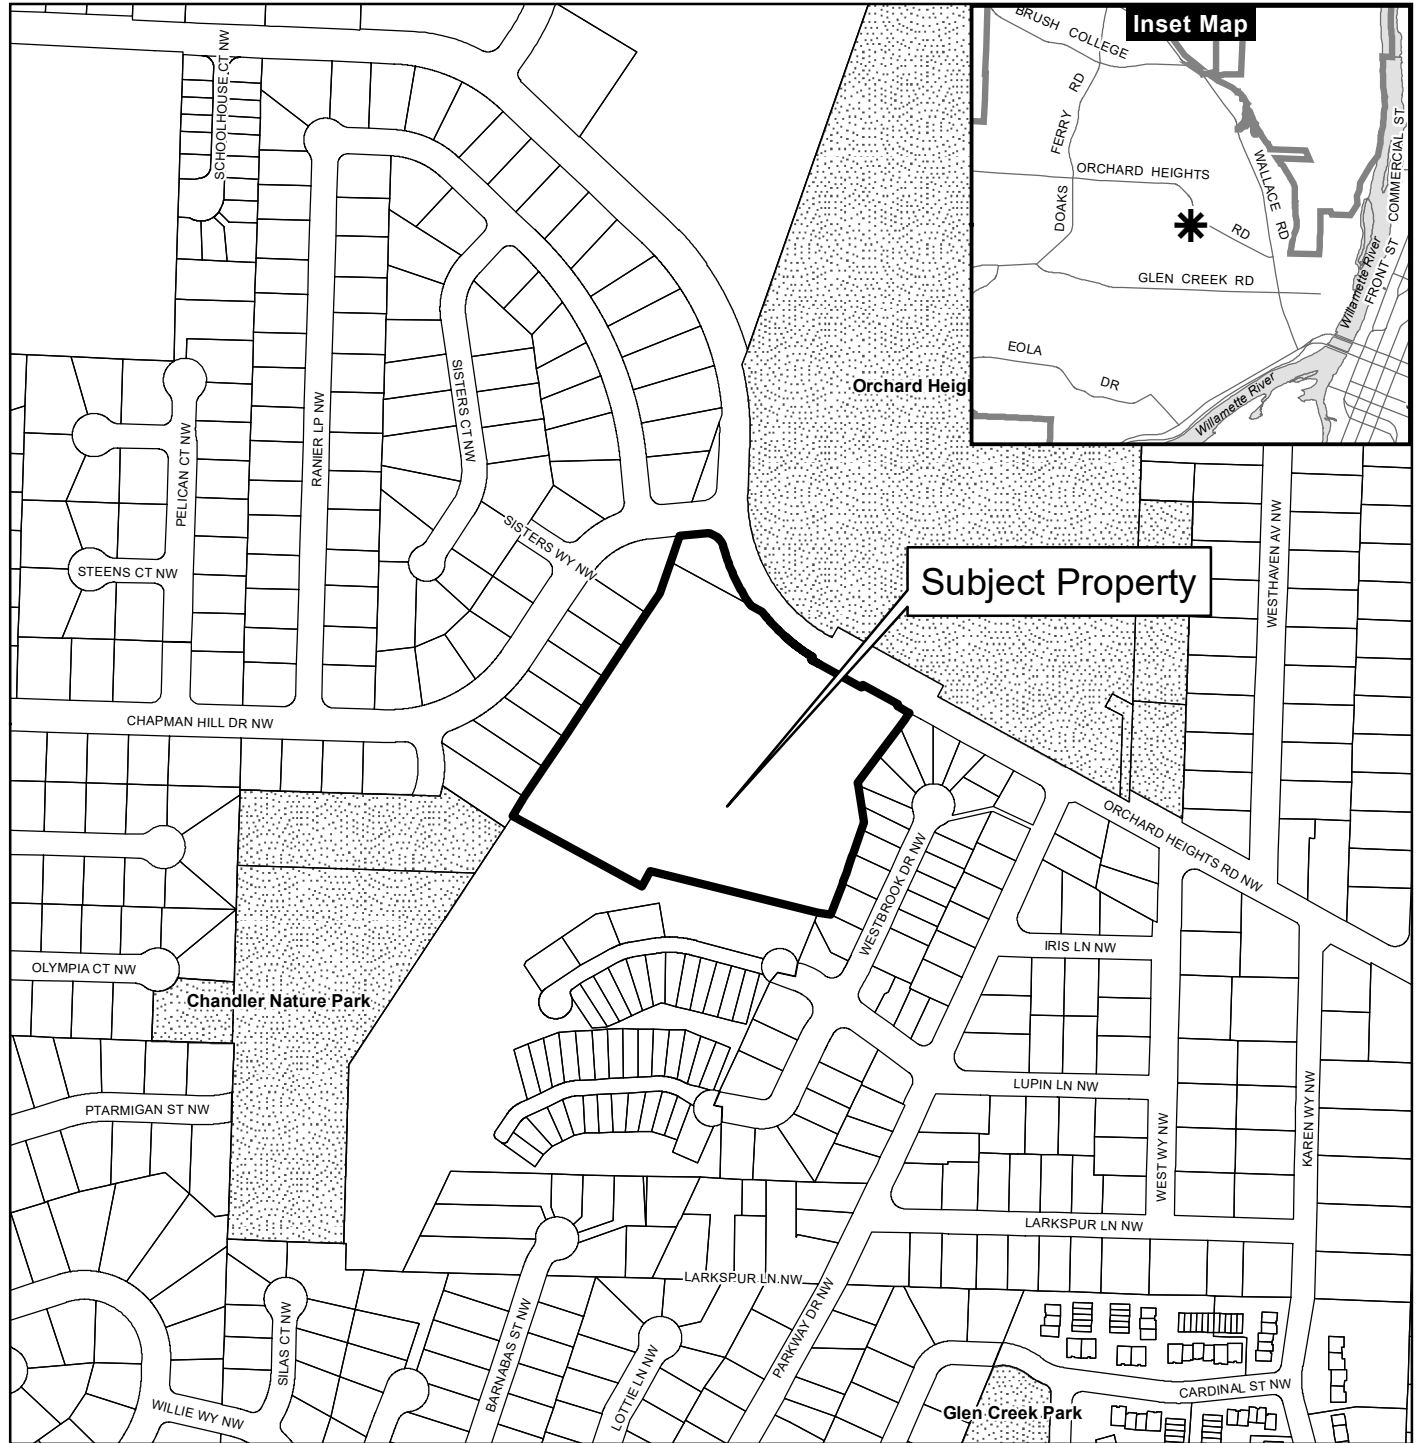 Inset Map
BRUSH COLLEGE
DOAKS FERRY RD
ORCHARD HEIGHTS
RD
WALLACE RD
GLEN CREEK RD
EOLA
DR
COMMERCIAL ST
FRONT ST
Willamette River
Willamette River
SCHOOLHOUSE CT NW
RANIER LP NW
SISTERS CT NW
PELICAN CT NW
STEENS CT NW
SISTERS WY NW
CHAPMAN HILL DR NW
Orchard Heig
Subject Property
WESTHAVEN AV NW
ORCHARD HEIGHTS RD NW
WESTBROOK DR NW
IRIS LN NW
OLYMPIA CT NW
Chandler Nature Park
LUPIN LN NW
PTARMIGAN ST NW
WEST WY NW
KAREN WY NW
LARKSPUR LN NW
LARKSPUR LN NW
PARKWAY DR NW
SILAS CT NW
BARNABAS ST NW
LOTTIE LN NW
WILLIE WY NW
CARDINAL ST NW
Glen Creek Park